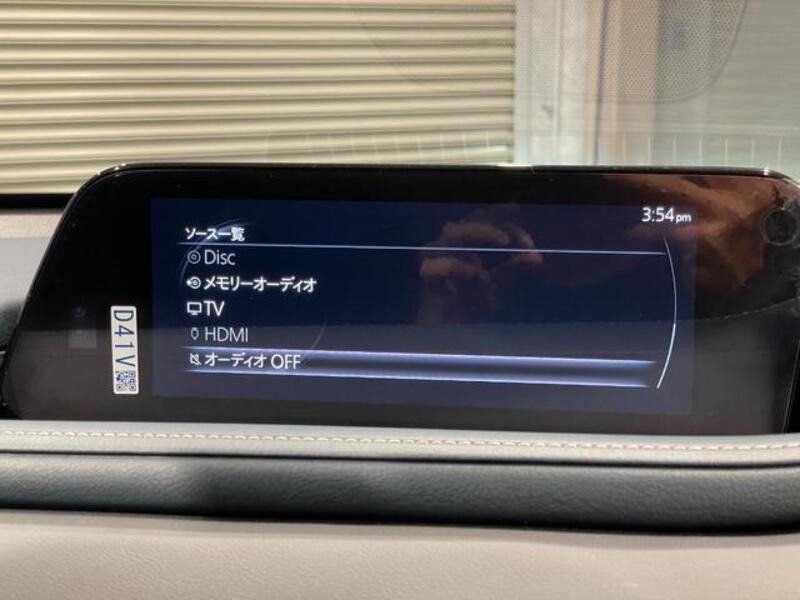 3:54pm
ソース一覧
Disc
メモリーオーディオ
TV
HDMI
オーディオ OFF
D41V